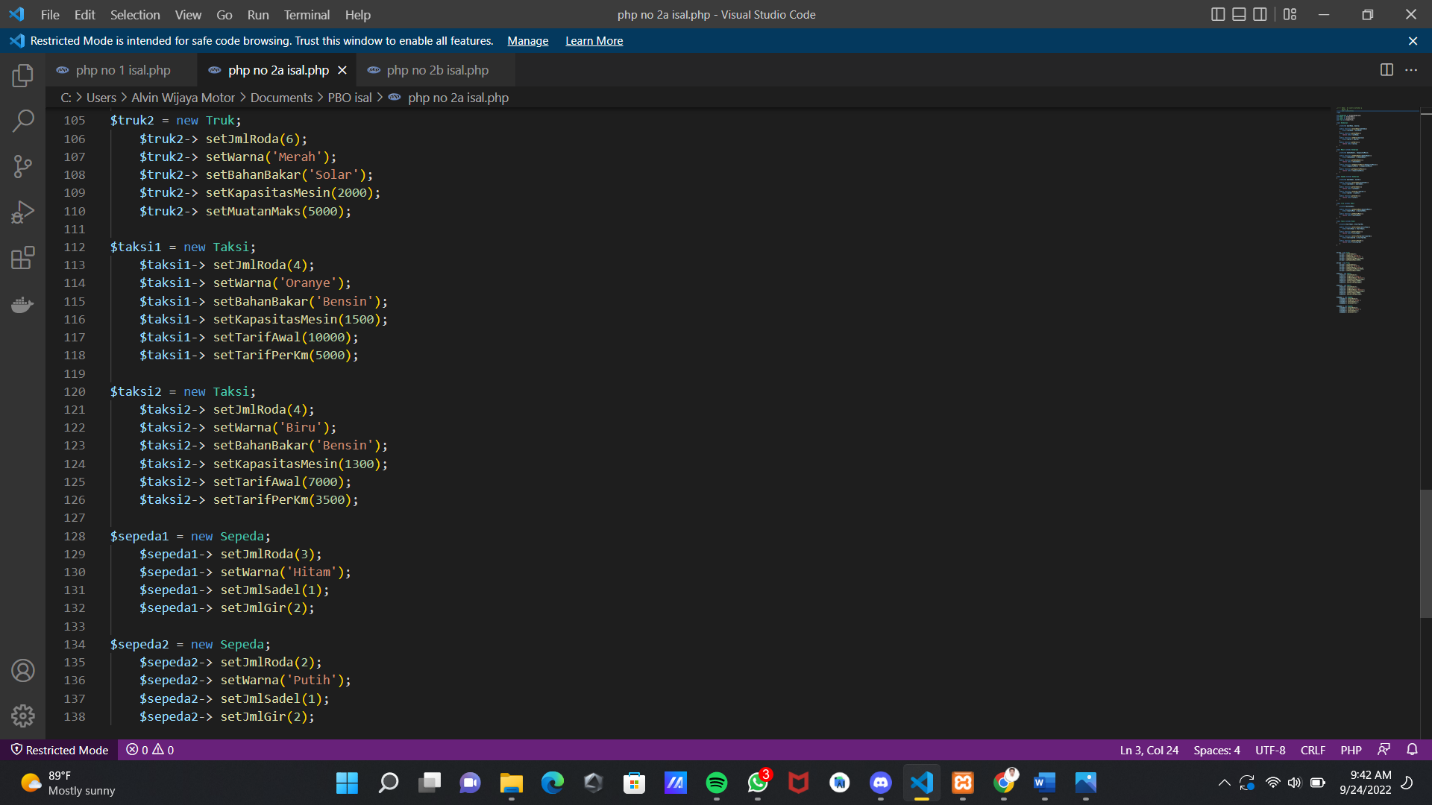 File Edit Selection View Go Run Terminal Help php no 2a isal.php - Visual Studio Code
Restricted Mode is intended for safe code browsing. Trust this window to enable all features. Manage Learn More
php no 1 isal.php php no 2a isal.php php no 2b isal.php
C: > Users > Alvin Wijaya Motor > Documents > PBO isal > php no 2a isal.php
105 $truk2 = new Truk;
106 $truk2-> setJmlRoda(6);
107 $truk2-> setWarna('Merah');
108 $truk2-> setBahanBakar('Solar');
109 $truk2-> setKapasitasMesin(2000);
110 $truk2-> setMuatanMaks(5000);
111
112 $taksi1 = new Taksi;
113 $taksi1-> setJmlRoda(4);
114 $taksi1-> setWarna('Oranye');
115 $taksi1-> setBahanBakar('Bensin');
116 $taksi1-> setKapasitasMesin(1500);
117 $taksi1-> setTarifAwal(10000);
118 $taksi1-> setTarifPerKm(5000);
119
120 $taksi2 = new Taksi;
121 $taksi2-> setJmlRoda(4);
122 $taksi2-> setWarna('Biru');
123 $taksi2-> setBahanBakar('Bensin');
124 $taksi2-> setKapasitasMesin(1300);
125 $taksi2-> setTarifAwal(7000);
126 $taksi2-> setTarifPerKm(3500);
127
128 $sepeda1 = new Sepeda;
129 $sepeda1-> setJmlRoda(3);
130 $sepeda1-> setWarna('Hitam');
131 $sepeda1-> setJmlSadel(1);
132 $sepeda1-> setJmlGir(2);
133
134 $sepeda2 = new Sepeda;
135 $sepeda2-> setJmlRoda(2);
136 $sepeda2-> setWarna('Putih');
137 $sepeda2-> setJmlSadel(1);
138 $sepeda2-> setJmlGir(2);
Restricted Mode 0 0 Ln 3, Col 24 Spaces: 4 UTF-8 CRLF PHP
89°F
Mostly sunny
3
9:42 AM
9/24/2022